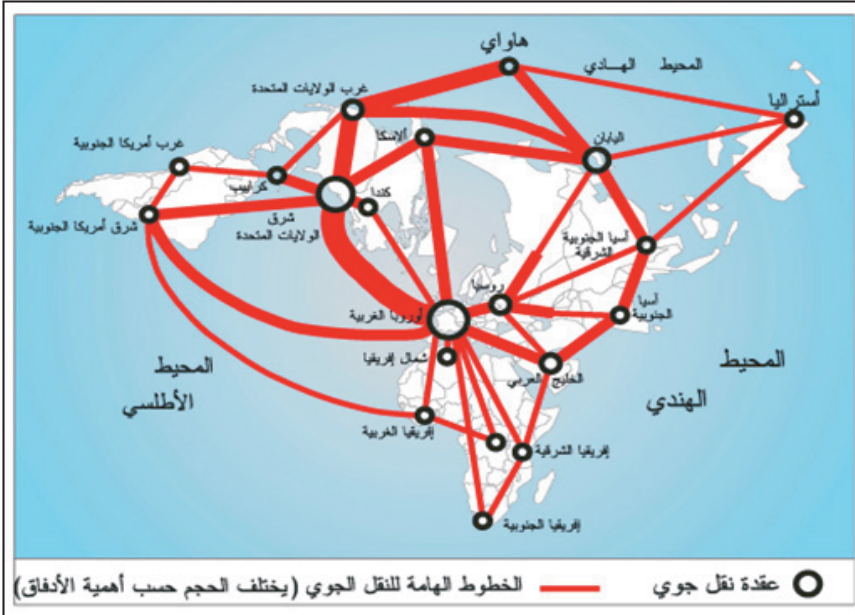 هاواي
المحيط الهادي
غرب الولايات المتحدة
أستراليا
ألاسكا
اليابان
غرب أمريكا الجنوبية
كراييب
كندا
شرق أمريكا الجنوبية
شرق
الولايات المتحدة
آسيا الجنوبية
الشرقية
روسيا
آسيا
الجنوبية
أوروبا الغربية
شمال إفريقيا
الخليج العربي
المحيط
الأطلسي
المحيط
الهندي
إفريقيا الغربية
إفريقيا الشرقية
إفريقيا الجنوبية
عقدة نقل جوي
الخطوط الهامة للنقل الجوي (يختلف الحجم حسب أهمية الأدفاق)